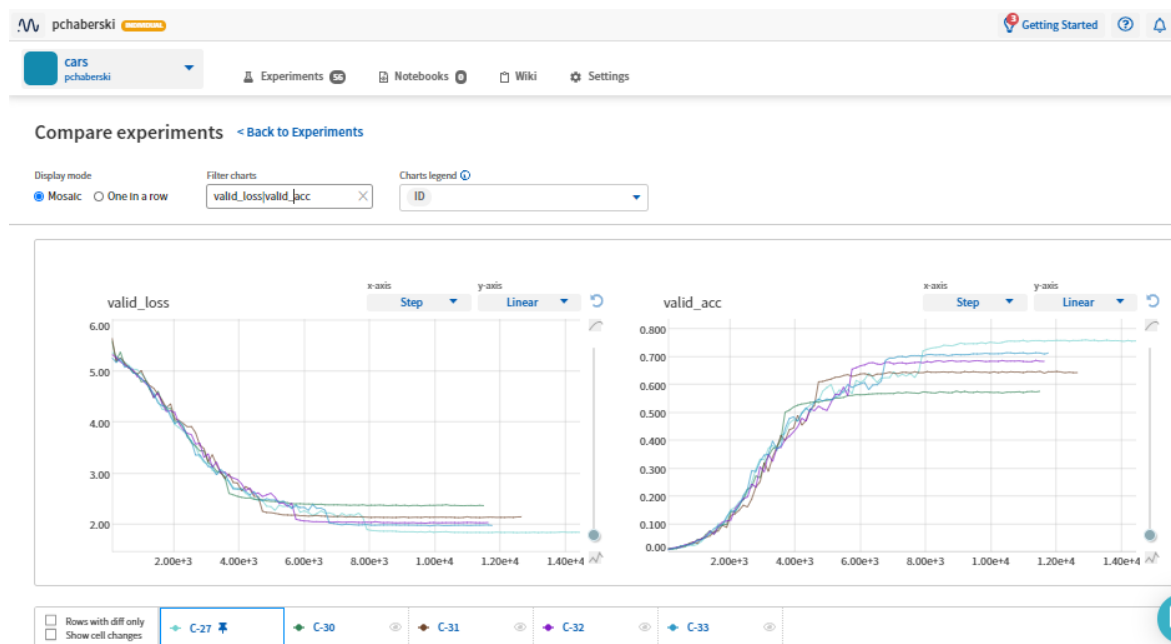 pchaberski INDIVIDUAL
3 Getting Started
cars
pchaberski
Experiments 56 Notebooks 0 Wiki Settings
Compare experiments < Back to Experiments
Display mode Filter charts Charts legend
Mosaic One in a row valid_loss|valid_acc ID
x-axis y-axis
valid_loss Step Linear
6.00
5.00
4.00
3.00
2.00
2.00e+3 4.00e+3 6.00e+3 8.00e+3 1.00e+4 1.20e+4 1.40e+4
x-axis y-axis
valid_acc Step Linear
0.800
0.700
0.600
0.500
0.400
0.300
0.200
0.100
0.00
2.00e+3 4.00e+3 6.00e+3 8.00e+3 1.00e+4 1.20e+4 1.40e+4
Rows with diff only
Show cell changes
C-27 C-30 C-31 C-32 C-33